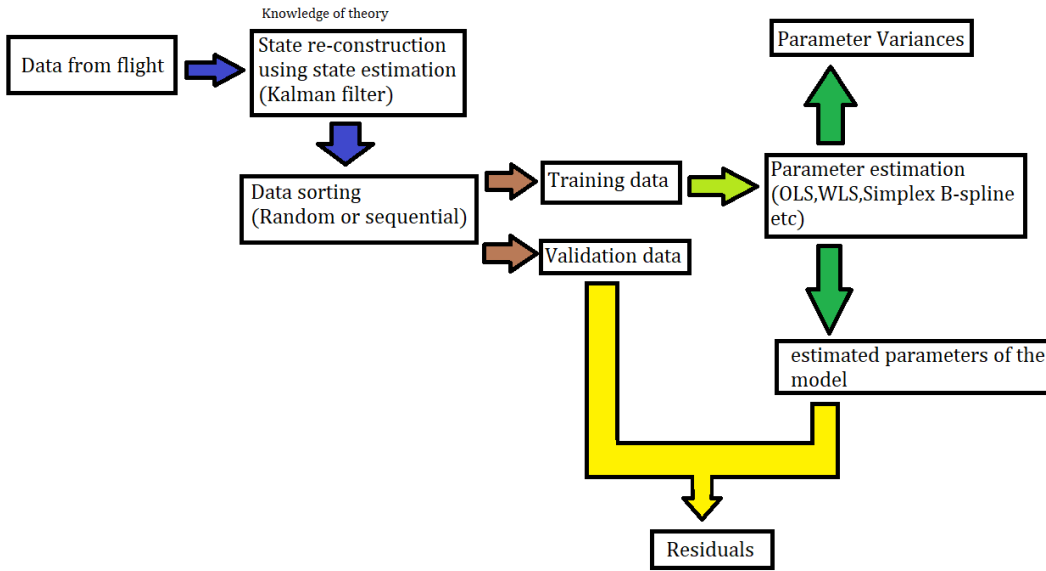 Knowledge of theory
Data from flight
State re-construction
using state estimation
(Kalman filter)
Parameter Variances
Data sorting
(Random or sequential)
Training data
Validation data
Parameter estimation
(OLS,WLS,Simplex B-spline
etc)
estimated parameters of the
model
Residuals